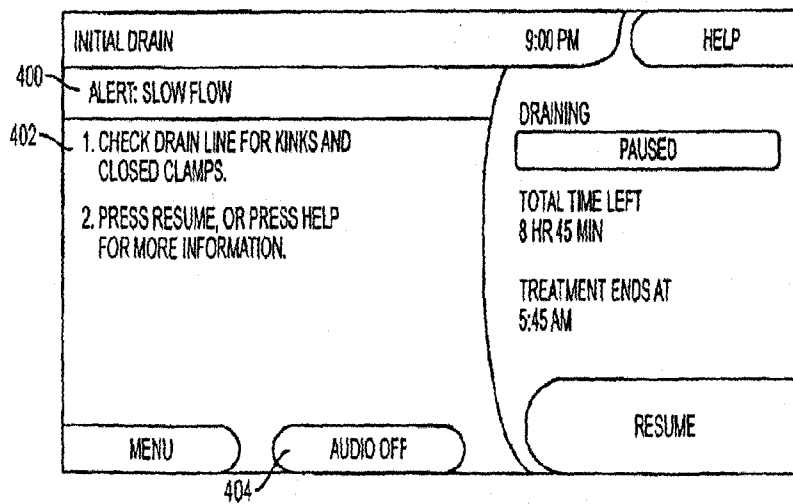 INITIAL DRAIN
9:00 PM
HELP
400
ALERT: SLOW FLOW
402
1. CHECK DRAIN LINE FOR KINKS AND
CLOSED CLAMPS.
2. PRESS RESUME, OR PRESS HELP
FOR MORE INFORMATION.
DRAINING
PAUSED
TOTAL TIME LEFT
8 HR 45 MIN
TREATMENT ENDS AT
5:45 AM
MENU
AUDIO OFF
RESUME
404